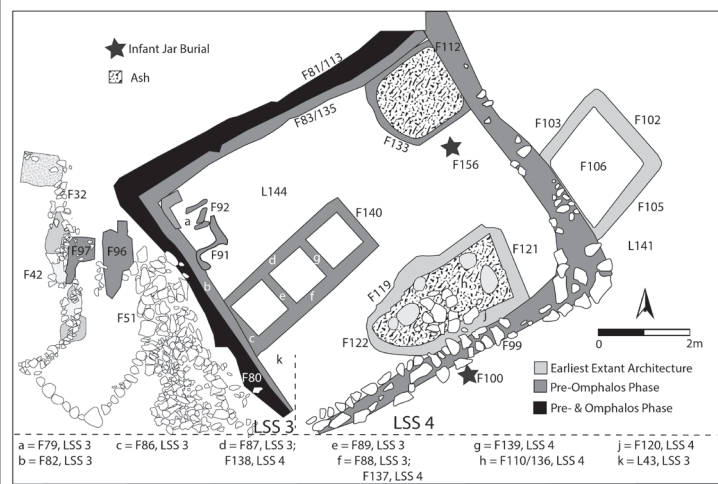 Infant Jar Burial
Ash
F81/113
F83/135
F112
F133
F156
F103
F102
F106
F105
L141
L144
F32
F97
F96
F42
F51
a
F92
F91
b
F140
d
g
e
f
c
k
F80
F121
F119
h
j
F122
F99
F100
0
2m
Earliest Extant Architecture
Pre-Omphalos Phase
Pre- & Omphalos Phase
LSS 3
LSS 4
a = F79, LSS 3
b = F82, LSS 3
c = F86, LSS 3
d = F87, LSS 3;
F138, LSS 4
e = F89, LSS 3
f = F88, LSS 3;
F137, LSS 4
g = F139, LSS 4
h = F110/136, LSS 4
j = F120, LSS 4
k = L43, LSS 3